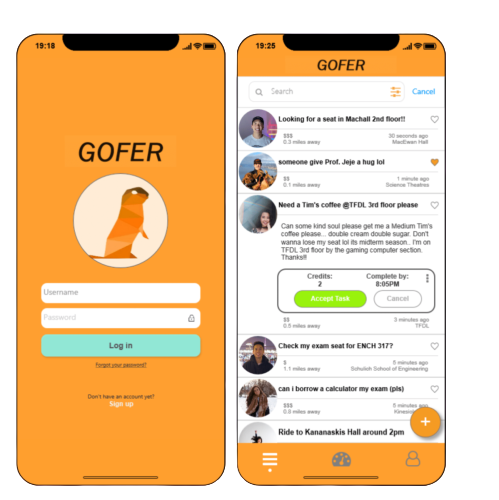 19:18
GOFER
Username
Password
Log in
Forgot your password?
Don't have an account yet?
Sign up
19:25
GOFER
Search
Cancel
Looking for a seat in Machall 2nd floor!!
$$$
30 seconds ago
0.3 miles away
MacEwan Hall
someone give Prof. Jeje a hug lol
$$
1 minute ago
0.1 miles away
Science Theatres
Need a Tim's coffee @TFDL 3rd floor please
Can some kind soul please get me a Medium Tim's
coffee please... double cream double sugar. Don't
wanna lose my seat lol its midterm season.. I'm on
TFDL 3rd floor by the gaming computer section.
Thanks!!
Credits:
2
Complete by:
8:05PM
Accept Task
Cancel
$$
3 minutes ago
0.5 miles away
TFDL
Check my exam seat for ENCH 317?
$
5 minutes ago
1.1 miles away
Schulich School of Engineering
can i borrow a calculator my exam (pls)
$$$
5 minutes ago
0.9 miles away
+
Ride to Kananaskis Hall around 2pm